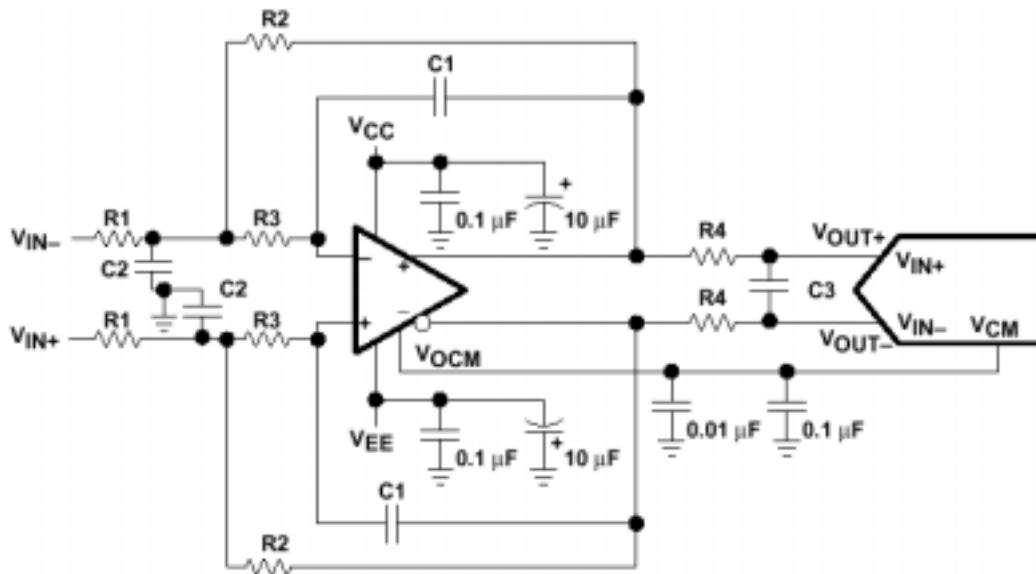 R2
C1
VCC
0.1 µF
10 µF
+
R1
R3
R4
VIN–
VOUT+
–
+
VIN+
C2
C2
C3
R1
R3
R4
VIN+
+
–
VIN–
VCM
VOCM
VOUT–
VEE
0.1 µF
+
10 µF
0.01 µF
0.1 µF
C1
R2